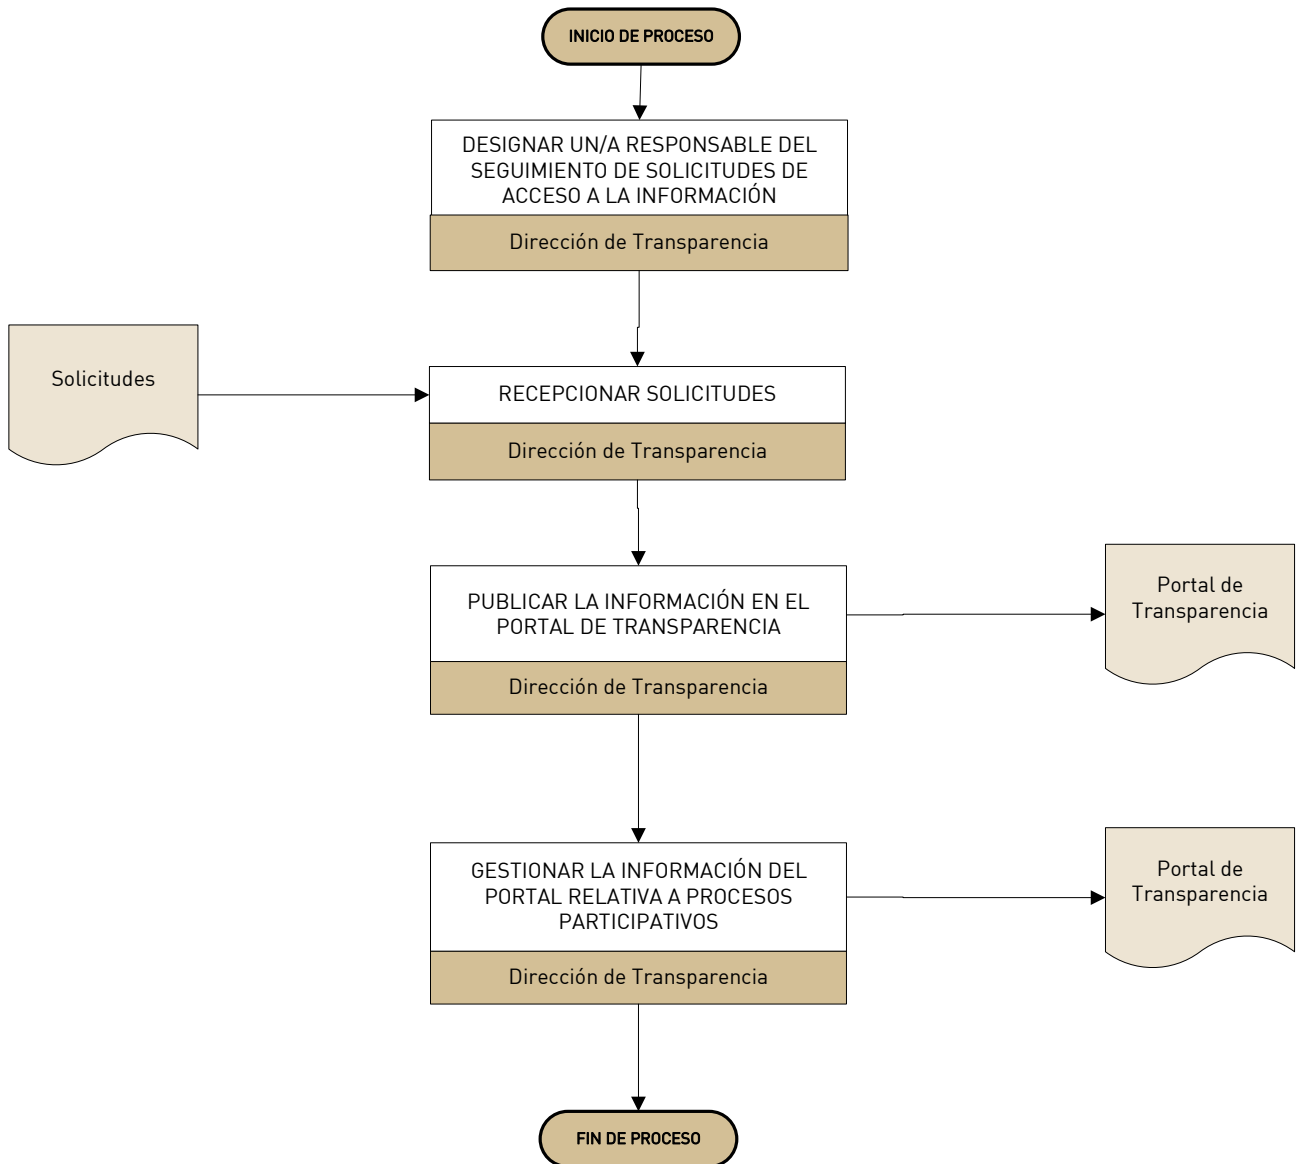 INICIO DE PROCESO
DESIGNAR UN/A RESPONSABLE DEL
SEGUIMIENTO DE SOLICITUDES DE
ACCESO A LA INFORMACIÓN
Dirección de Transparencia
Solicitudes
RECEPCIONAR SOLICITUDES
Dirección de Transparencia
PUBLICAR LA INFORMACIÓN EN EL
PORTAL DE TRANSPARENCIA
Dirección de Transparencia
Portal de
Transparencia
GESTIONAR LA INFORMACIÓN DEL
PORTAL RELATIVA A PROCESOS
PARTICIPATIVOS
Dirección de Transparencia
Portal de
Transparencia
FIN DE PROCESO